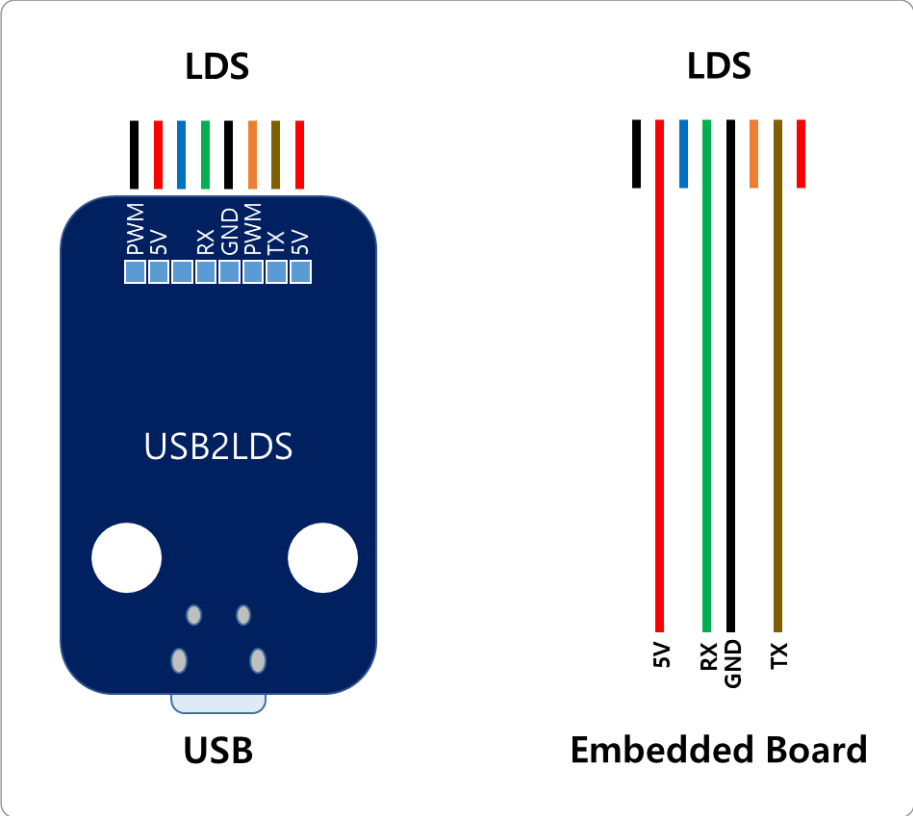 LDS
LDS
PWM
5V
RX
GND
PWM
TX
5V
USB2LDS
5V
RX
GND
TX
USB
Embedded Board